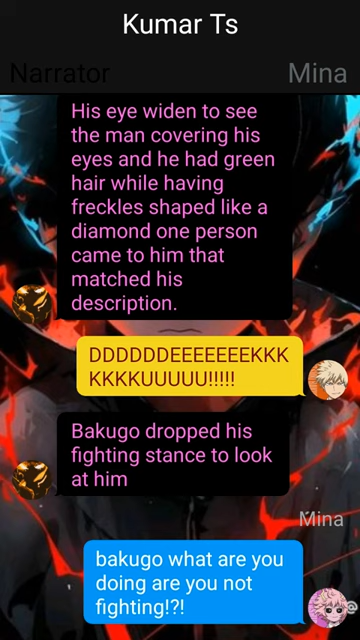 Kumar Ts
Narrator
Mina
His eye widen to see
the man covering his
eyes and he had green
hair while having
freckles shaped like a
diamond one person
came to him that
matched his
description.
DDDDDDEEEEEEEKKK
KKKKUUUUU!!!!!
Bakugo dropped his
fighting stance to look
at him
Mina
bakugo what are you
doing are you not
fighting!?!
@